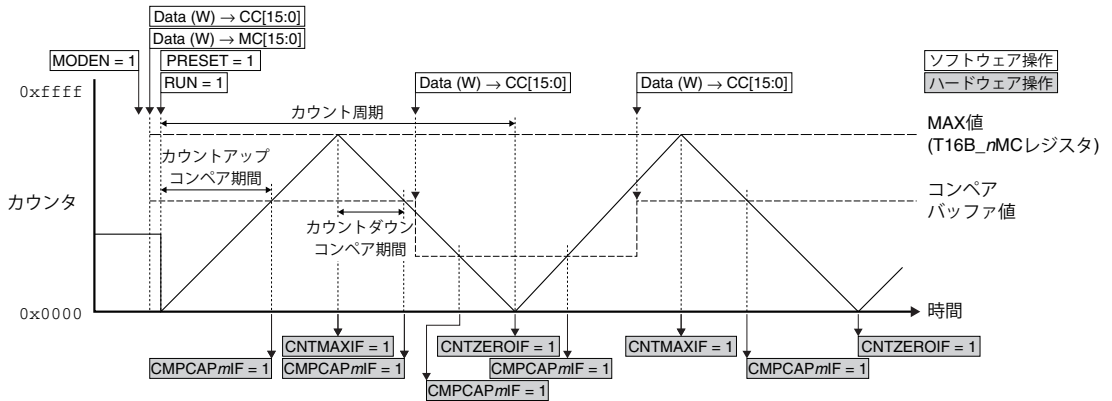 Data (W) → CC[15:0]
Data (W) → MC[15:0]
MODEN = 1
PRESET = 1
RUN = 1
Data (W) → CC[15:0]
Data (W) → CC[15:0]
ソフトウェア操作
ハードウェア操作
0xffff
カウント周期
MAX値
(T16B_nMCレジスタ)
カウントアップ
コンペア期間
カウンタ
コンペア
バッファ値
カウントダウン
コンペア期間
0x0000
時間
CNTMAXIF = 1
CNTZEROIF = 1
CNTMAXIF = 1
CNTZEROIF = 1
CMPCAPmIF = 1
CMPCAPmIF = 1
CMPCAPmIF = 1
CMPCAPmIF = 1
CMPCAPmIF = 1